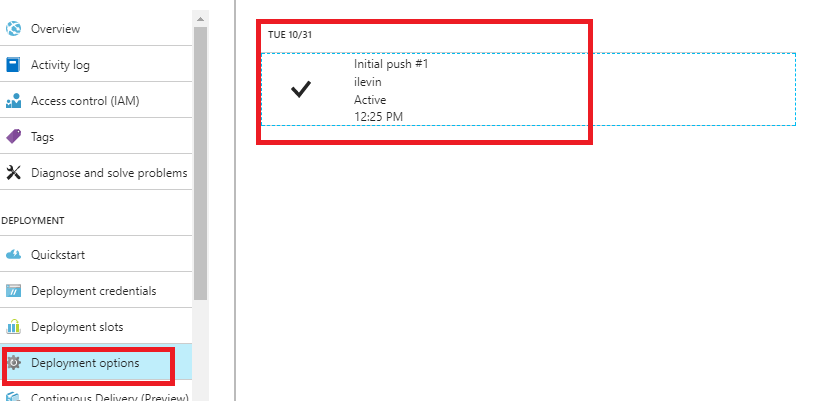 Overview
Activity log
Access control (IAM)
Tags
Diagnose and solve problems
DEPLOYMENT
Quickstart
Deployment credentials
Deployment slots
Deployment options
Continuous Delivery (Preview)
TUE 10/31
Initial push #1
ilevin
Active
12:25 PM